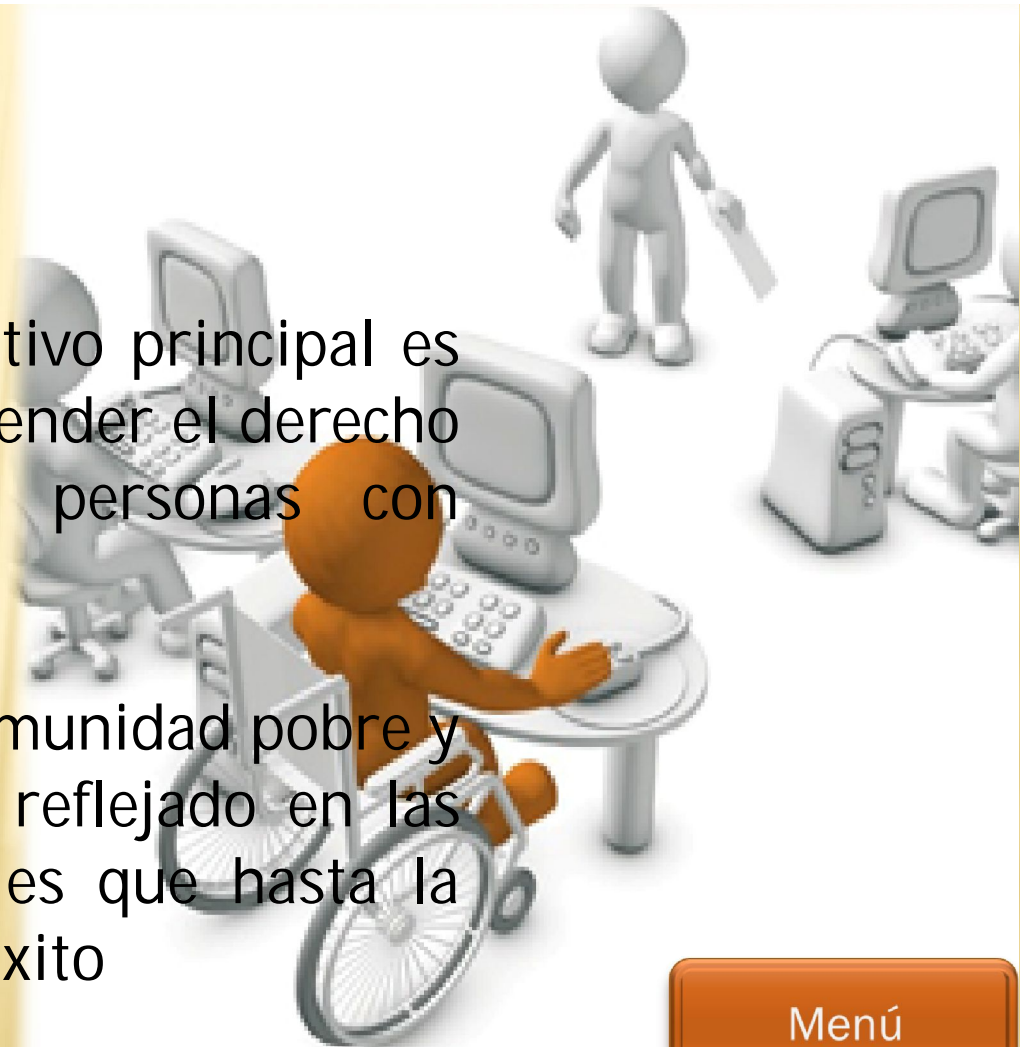 tivo principal es
ender el derecho
personas con
munidad pobre y
reflejado en las
es que hasta la
xito
Menú